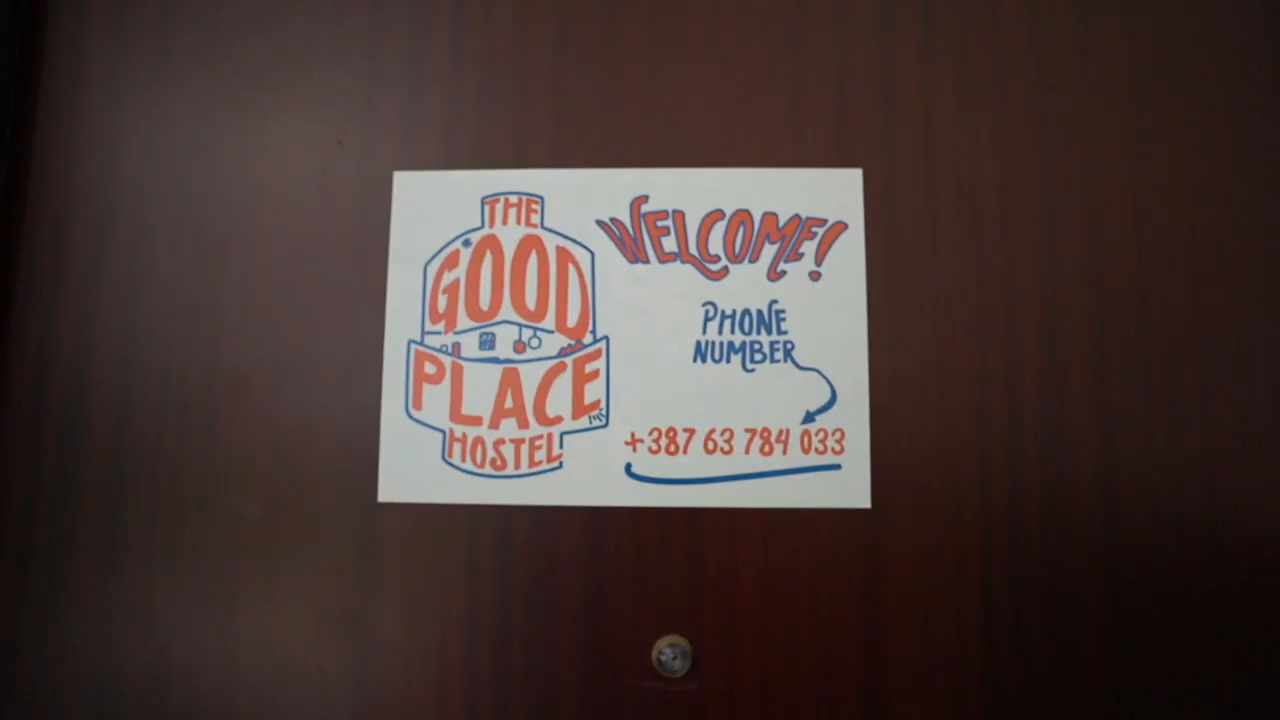 THE
GOOD
PLACE
HOSTEL
WELCOME!
PHONE
NUMBER
+387 63 784 033